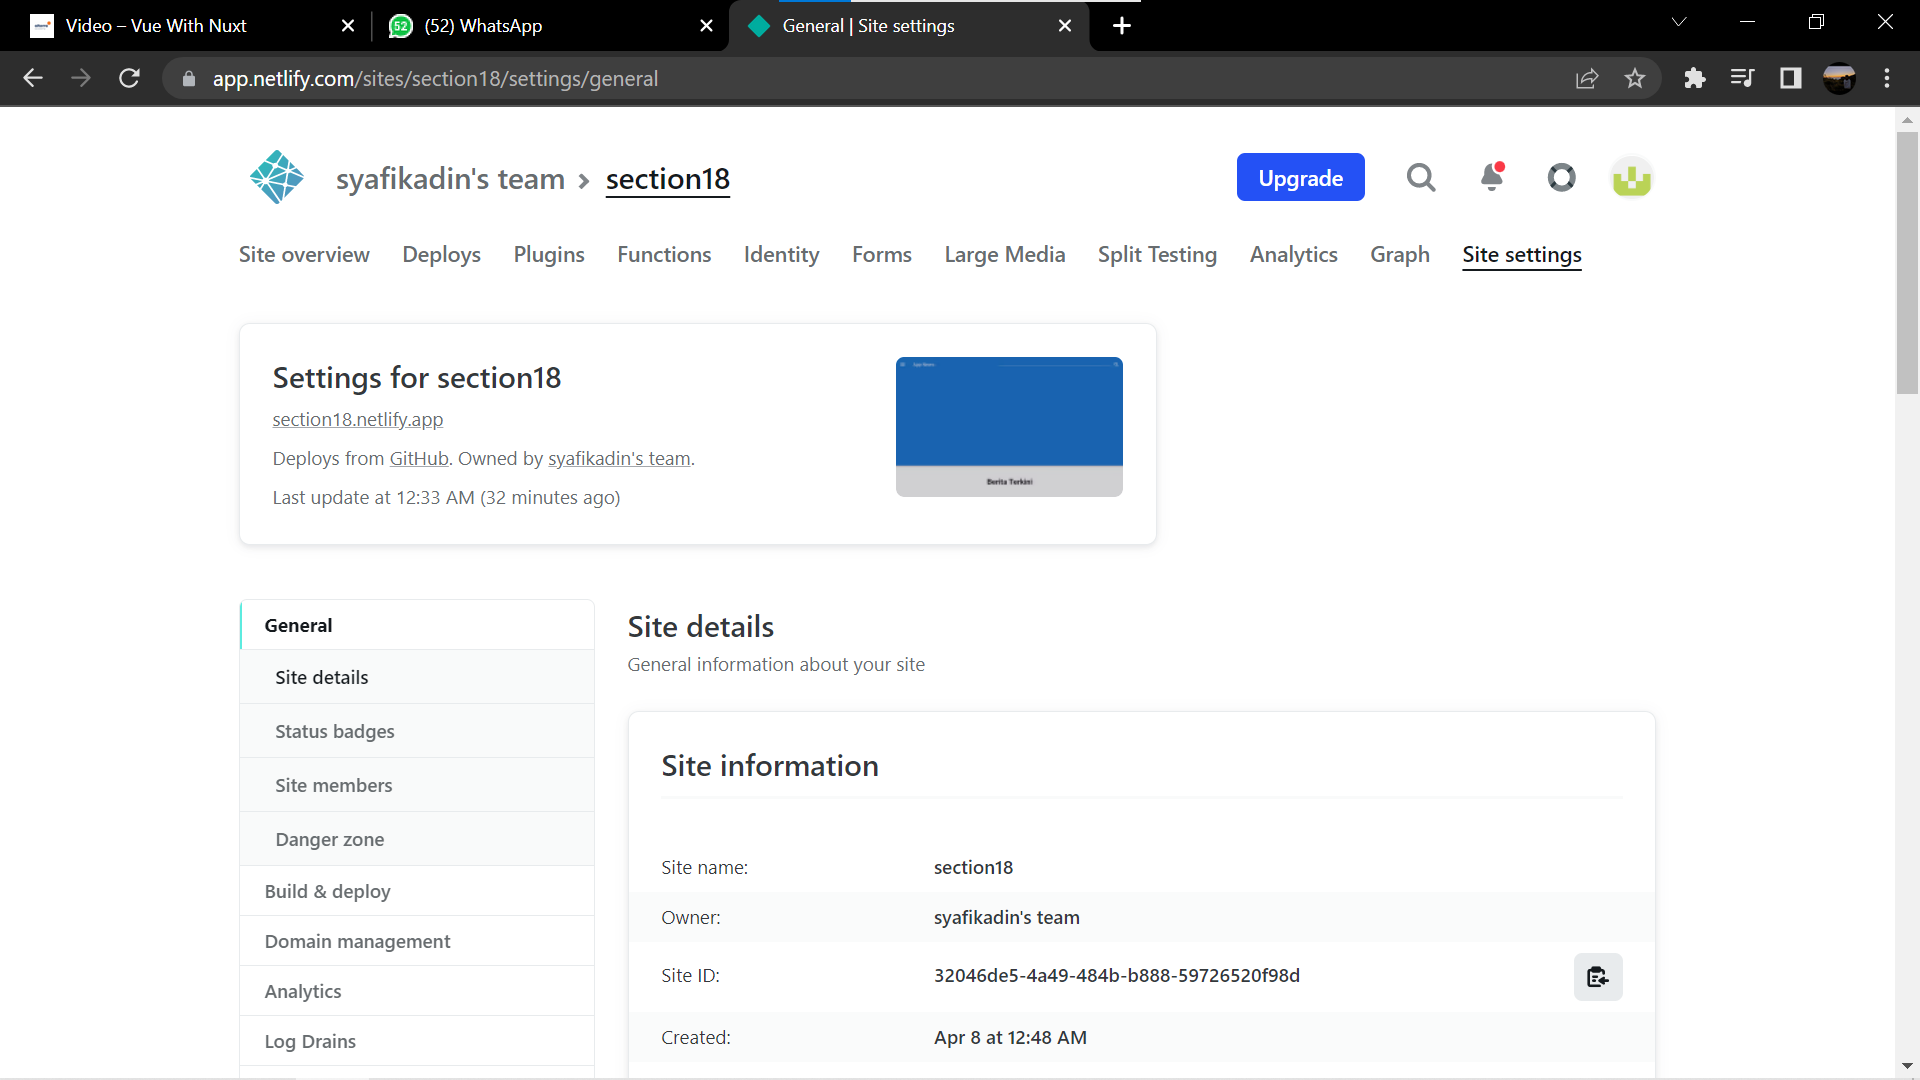 Video – Vue With Nuxt
52
(52) WhatsApp
General | Site settings
app.netlify.com/sites/section18/settings/general
syafikadin's team
section18
Upgrade
Site overview
Deploys
Plugins
Functions
Identity
Forms
Large Media
Split Testing
Analytics
Graph
Site settings
Settings for section18
section18.netlify.app
Deploys from GitHub. Owned by syafikadin's team.
Last update at 12:33 AM (32 minutes ago)
Berita Terkini
General
Site details
Status badges
Site members
Danger zone
Build & deploy
Domain management
Analytics
Log Drains
Site details
General information about your site
Site information
Site name:
section18
Owner:
syafikadin's team
Site ID:
32046de5-4a49-484b-b888-59726520f98d
Created:
Apr 8 at 12:48 AM